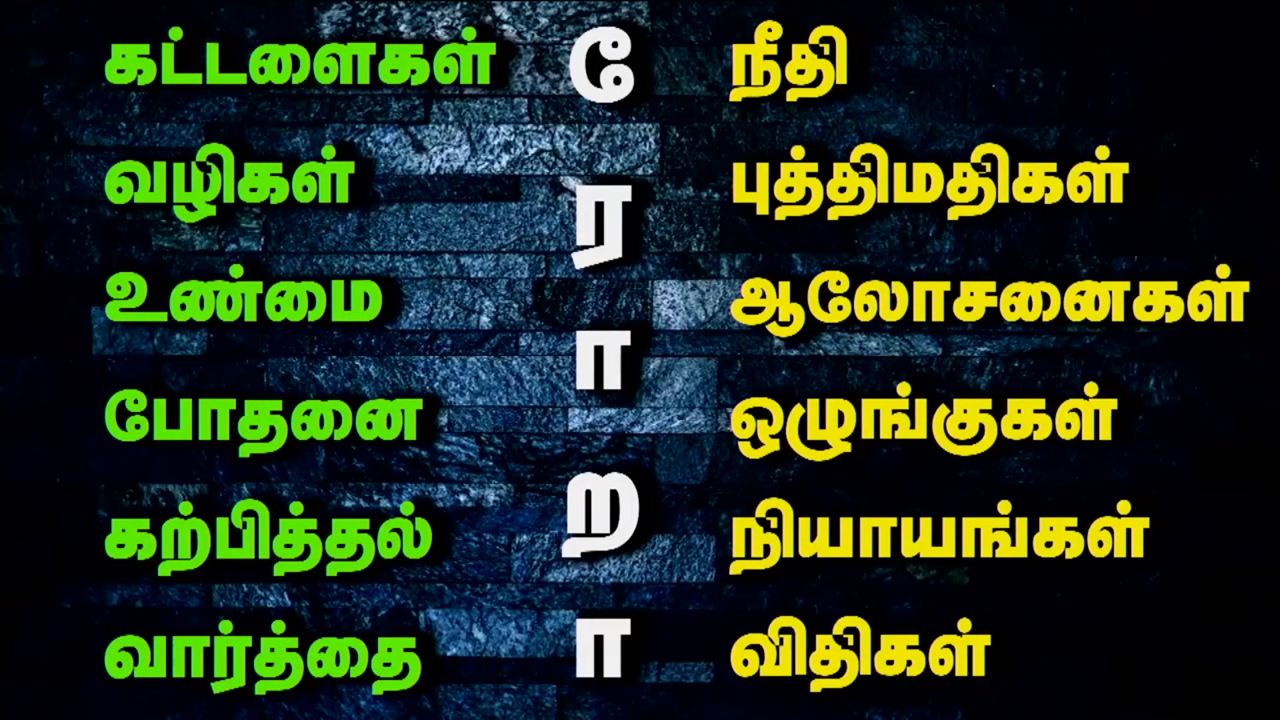 கட்டளைகள்
வழிகள்
உண்மை
போதனை
கற்பித்தல்
வார்த்தை
ே
ர
ா
ற
ா
நீதி
புத்திமதிகள்
ஆலோசனைகள்
ஒழுங்குகள்
நியாயங்கள்
விதிகள்